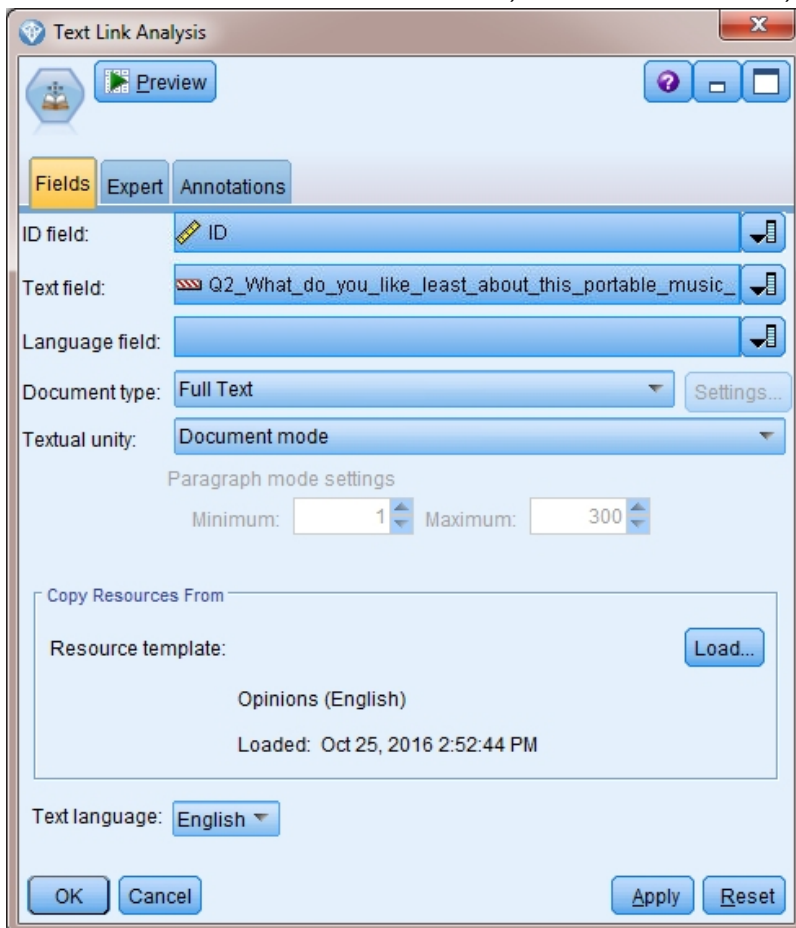 Text Link Analysis
Preview
Fields Expert Annotations
ID field: ID
Text field: Q2_What_do_you_like_least_about_this_portable_music_
Language field:
Document type: Full Text Settings...
Textual unity: Document mode
Paragraph mode settings
Minimum: 1 Maximum: 300
Copy Resources From
Resource template: Load...
Opinions (English)
Loaded: Oct 25, 2016 2:52:44 PM
Text language: English
OK Cancel Apply Reset